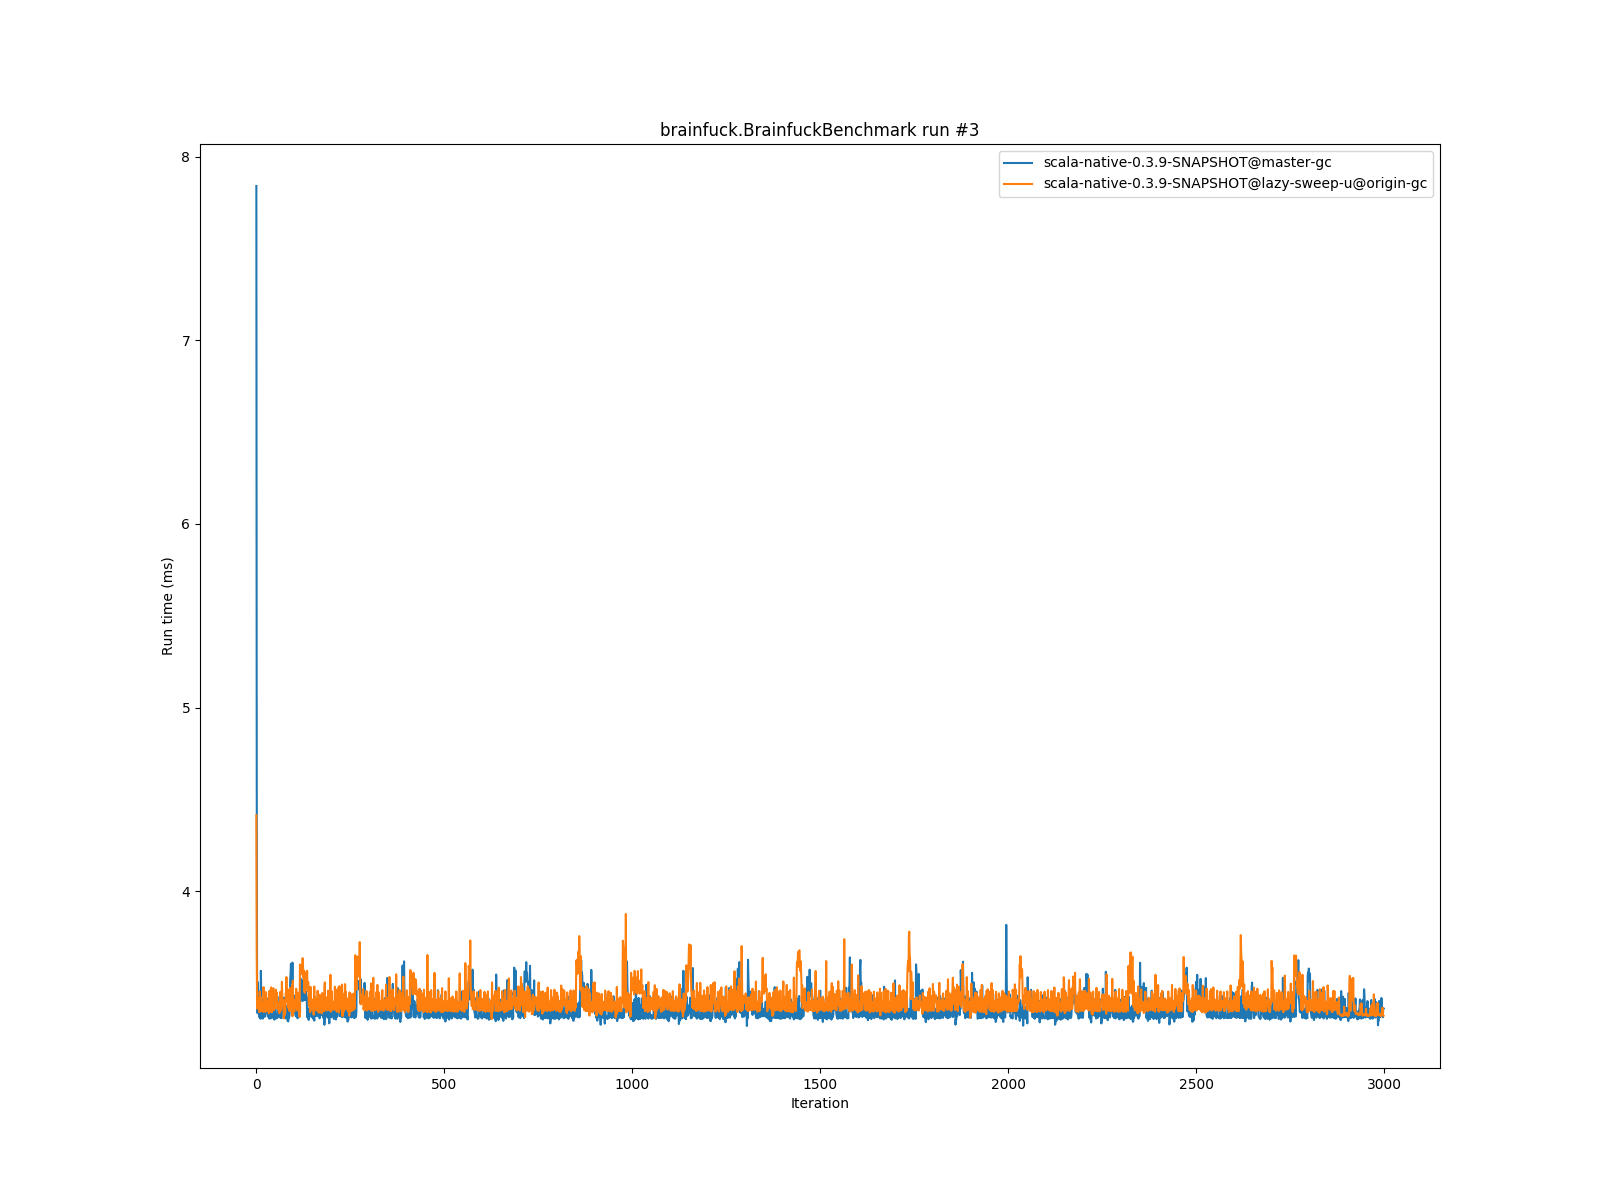 brainfuck.BrainfuckBenchmark run #3
scala-native-0.3.9-SNAPSHOT@master-gc
scala-native-0.3.9-SNAPSHOT@lazy-sweep-u@origin-gc
8
7
6
5
4
Run time (ms)
0 500 1000 1500 2000 2500 3000
Iteration